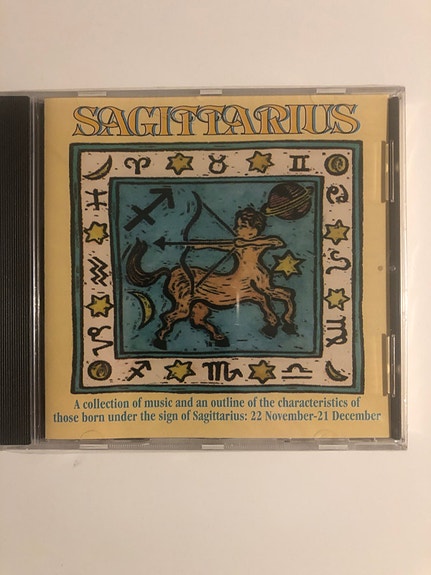 SAGITTARIUS
A collection of music and an outline of the characteristics of
those born under the sign of Sagittarius: 22 November-21 December